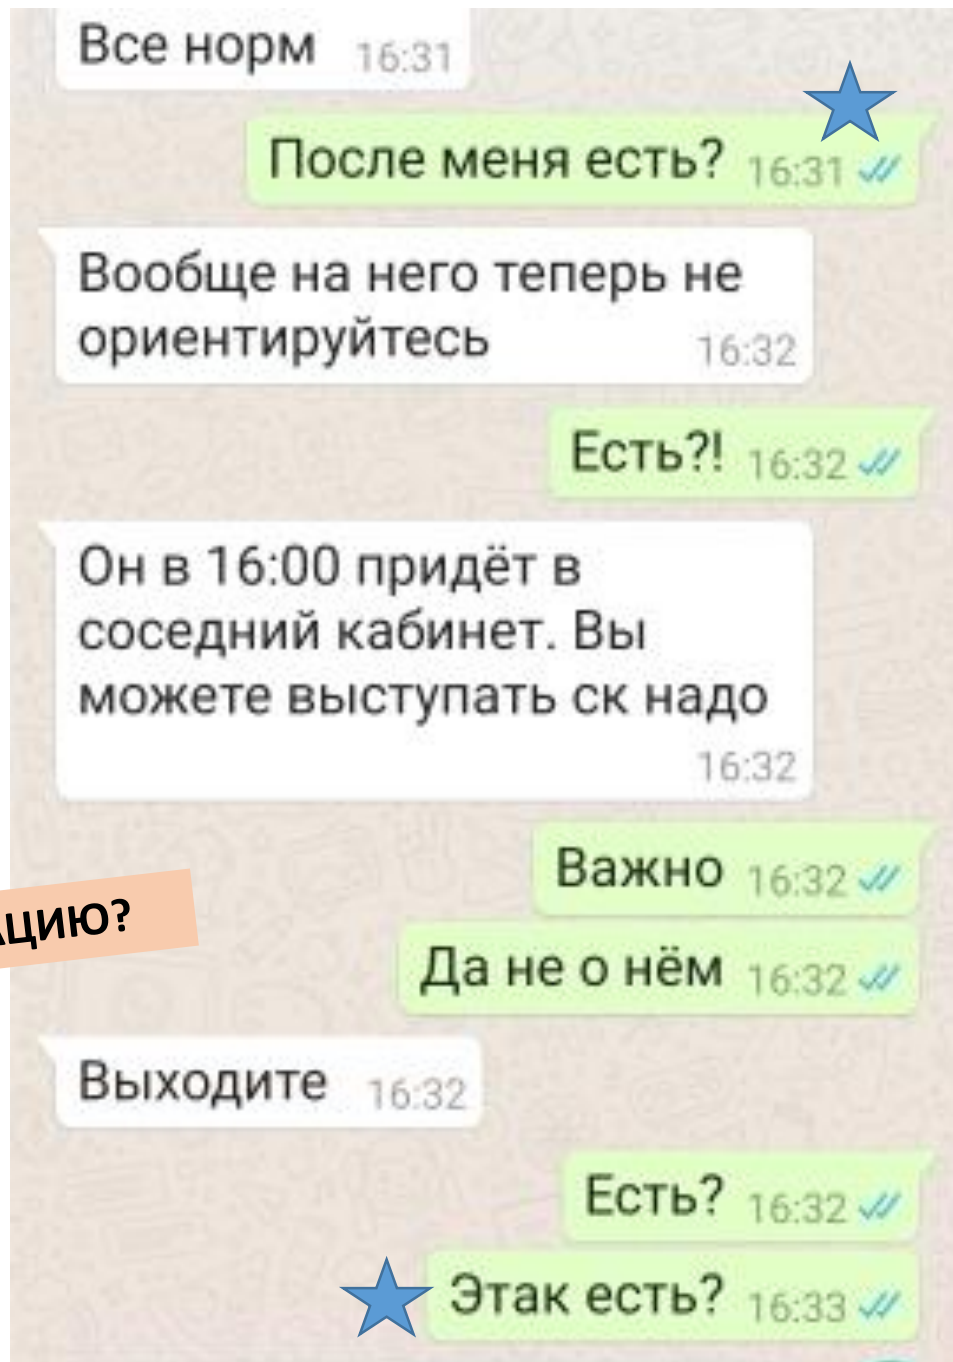 Все норм 16:31
После меня есть? 16:31
Вообще на него теперь не
ориентируйтесь 16:32
Есть?! 16:32
Он в 16:00 придёт в
соседний кабинет. Вы
можете выступать ск надо
16:32
Важно 16:32
АЦИЮ?
Да не о нём 16:32
Выходите 16:32
Есть? 16:32
Этак есть? 16:33